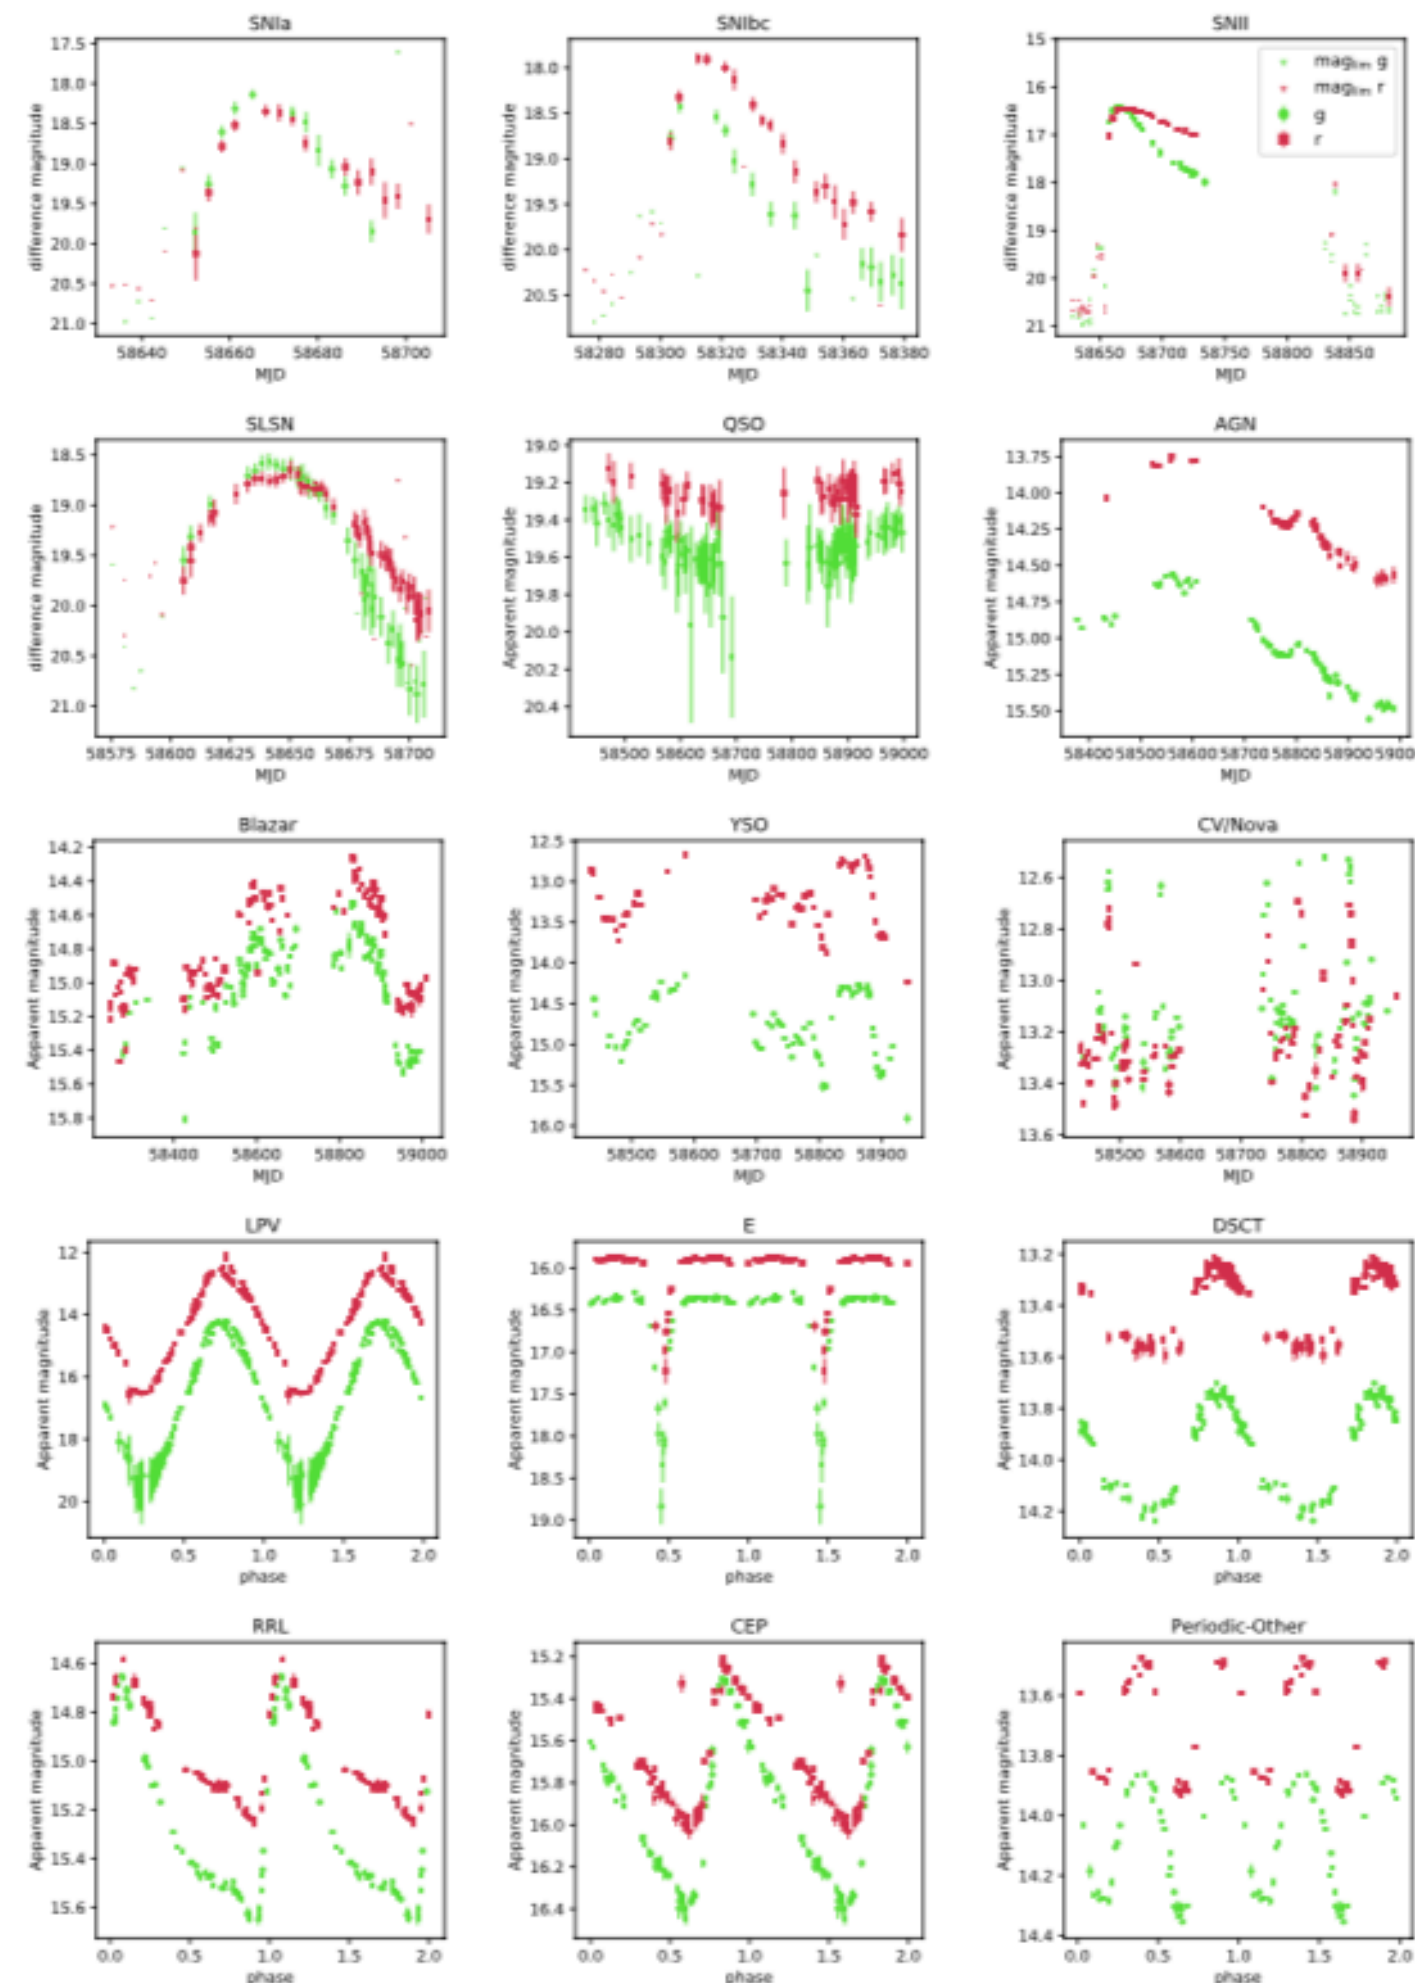 SNIa SNIbc SNII
17.5 18.0 18.5 19.0 19.5 20.0 20.5 21.0
difference magnitude
58640 58660 58680 58700
MJD
18.0 18.5 19.0 19.5 20.0 20.5
difference magnitude
58280 58300 58320 58340 58360 58380
MJD
15 16 17 18 19 20 21
difference magnitude
mag_lim g
mag_lim r
g
r
58650 58700 58750 58800 58850
MJD
SLSN QSO AGN
18.5 19.0 19.5 20.0 20.5 21.0
difference magnitude
58575 58600 58625 58650 58675 58700
MJD
19.0 19.2 19.4 19.6 19.8 20.0 20.2 20.4
Apparent magnitude
58500 58600 58700 58800 58900 59000
MJD
13.75 14.00 14.25 14.50 14.75 15.00 15.25 15.50
Apparent magnitude
58400 58500 58600 58700 58800 58900 59000
MJD
Blazar YSO CV/Nova
14.2 14.4 14.6 14.8 15.0 15.2 15.4 15.6 15.8
Apparent magnitude
58400 58600 58800 59000
MJD
12.5 13.0 13.5 14.0 14.5 15.0 15.5 16.0
Apparent magnitude
58500 58600 58700 58800 58900
MJD
12.6 12.8 13.0 13.2 13.4 13.6
Apparent magnitude
58500 58600 58700 58800 58900
MJD
LPV E DSCT
12 14 16 18 20
Apparent magnitude
0.0 0.5 1.0 1.5 2.0
phase
16.0 16.5 17.0 17.5 18.0 18.5 19.0
Apparent magnitude
0.0 0.5 1.0 1.5 2.0
phase
13.2 13.4 13.6 13.8 14.0 14.2
Apparent magnitude
0.0 0.5 1.0 1.5 2.0
phase
RRL CEP Periodic-Other
14.6 14.8 15.0 15.2 15.4 15.6
Apparent magnitude
0.0 0.5 1.0 1.5 2.0
phase
15.2 15.4 15.6 15.8 16.0 16.2 16.4
Apparent magnitude
0.0 0.5 1.0 1.5 2.0
phase
13.6 13.8 14.0 14.2 14.4
Apparent magnitude
0.0 0.5 1.0 1.5 2.0
phase